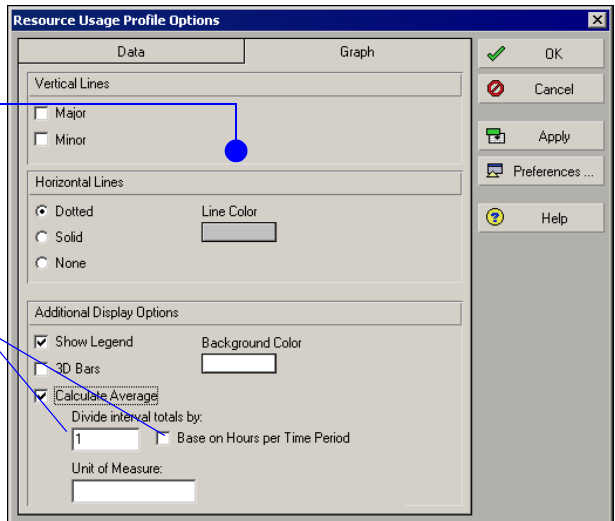 Resource Usage Profile Options
Data
Graph
Vertical Lines
Major
Minor
Horizontal Lines
Dotted
Line Color
Solid
None
Additional Display Options
Show Legend
Background Color
3D Bars
Calculate Average
Divide interval totals by:
1
Base on Hours per Time Period
Unit of Measure:
OK
Cancel
Apply
Preferences ...
Help